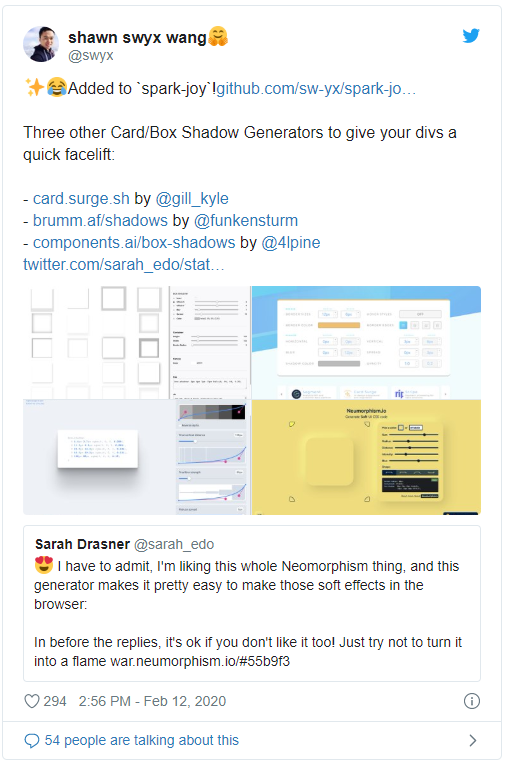 shawn swyx wang🤗
@swyx
✨😂Added to `spark-joy`!github.com/sw-yx/spark-jo…
Three other Card/Box Shadow Generators to give your divs a
quick facelift:
- card.surge.sh by @gill_kyle
- brumm.af/shadows by @funkensturm
- components.ai/box-shadows by @4lpine
twitter.com/sarah_edo/stat…
Neumorphism.io
Sarah Drasner @sarah_edo
😍 I have to admit, I'm liking this whole Neomorphism thing, and this
generator makes it pretty easy to make those soft effects in the
browser:
In before the replies, it's ok if you don't like it too! Just try not to turn it
into a flame war.neumorphism.io/#55b9f3
294 2:56 PM - Feb 12, 2020
54 people are talking about this